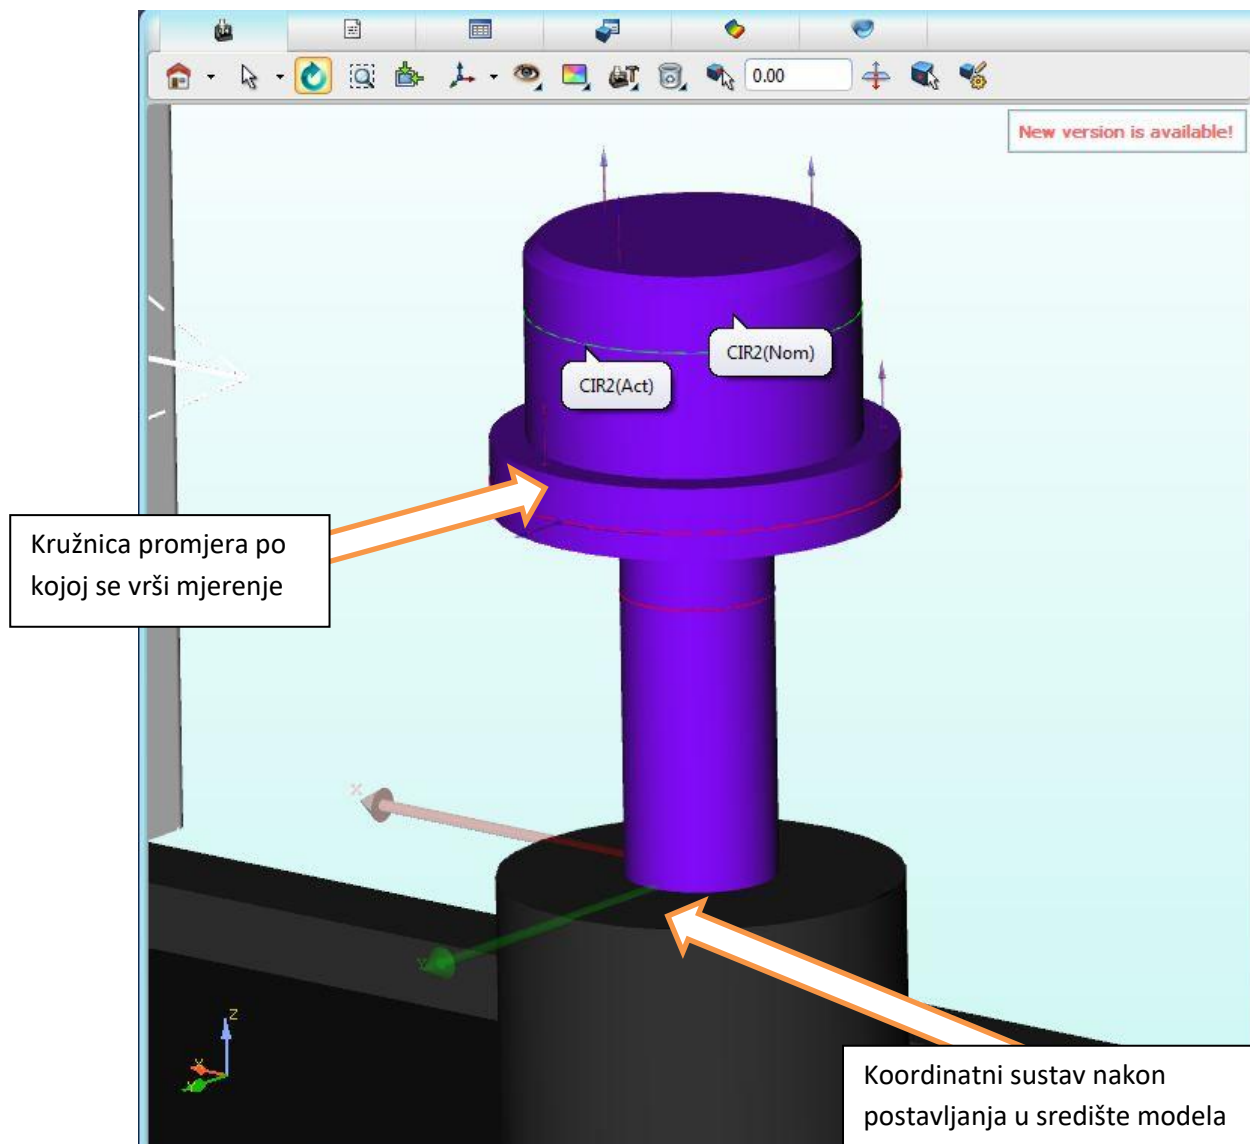 0.00
New version is available!
CIR2(Nom)
CIR2(Act)
Kružnica promjera po
kojoj se vrši mjerenje
X
Y
Z
X
Y
Koordinatni sustav nakon
postavljanja u središte modela